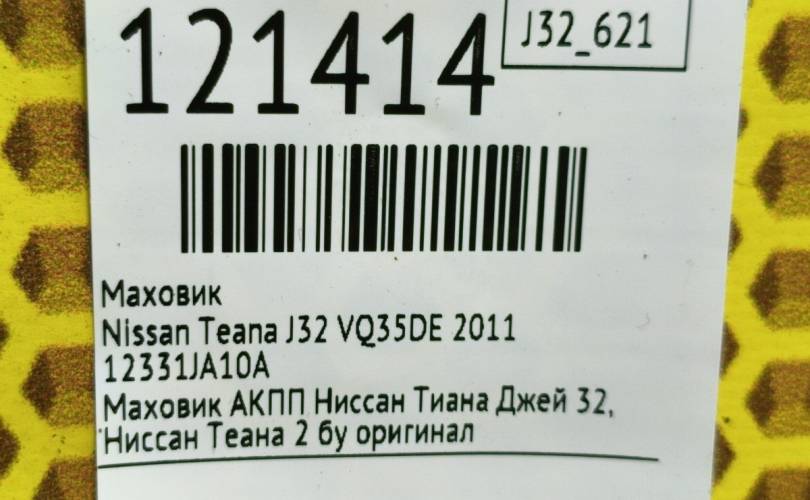 121414
J32_621
Маховик
Nissan Teana J32 VQ35DE 2011
12331JA10A
Маховик АКПП Ниссан Тиана Джей 32,
Ниссан Теана 2 бу оригинал